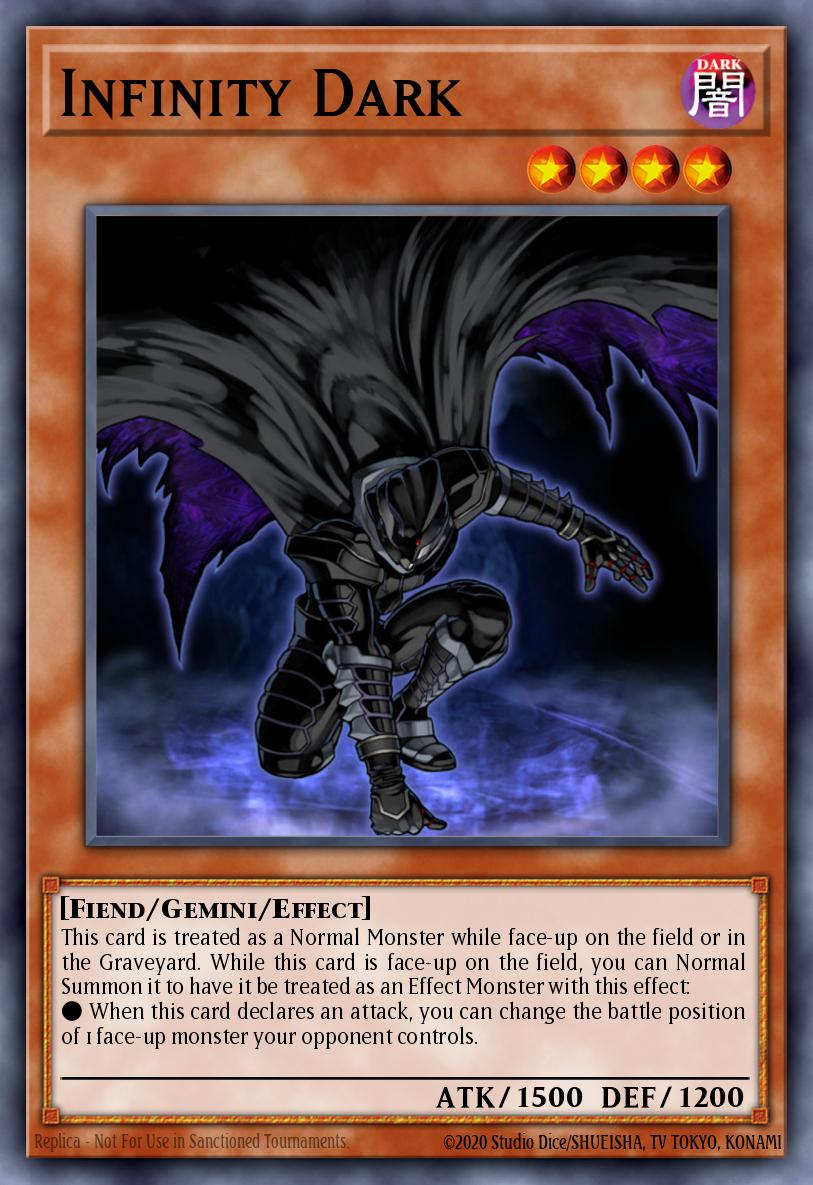 Infinity Dark
DARK
闇
[Fiend/Gemini/Effect]
This card is treated as a Normal Monster while face-up on the field or in
the Graveyard. While this card is face-up on the field, you can Normal
Summon it to have it be treated as an Effect Monster with this effect:
● When this card declares an attack, you can change the battle position
of 1 face-up monster your opponent controls.
ATK/1500 DEF/1200
Replica - Not For Use in Sanctioned Tournaments.
©2020 Studio Dice/SHUEISHA, TV TOKYO, KONAMI